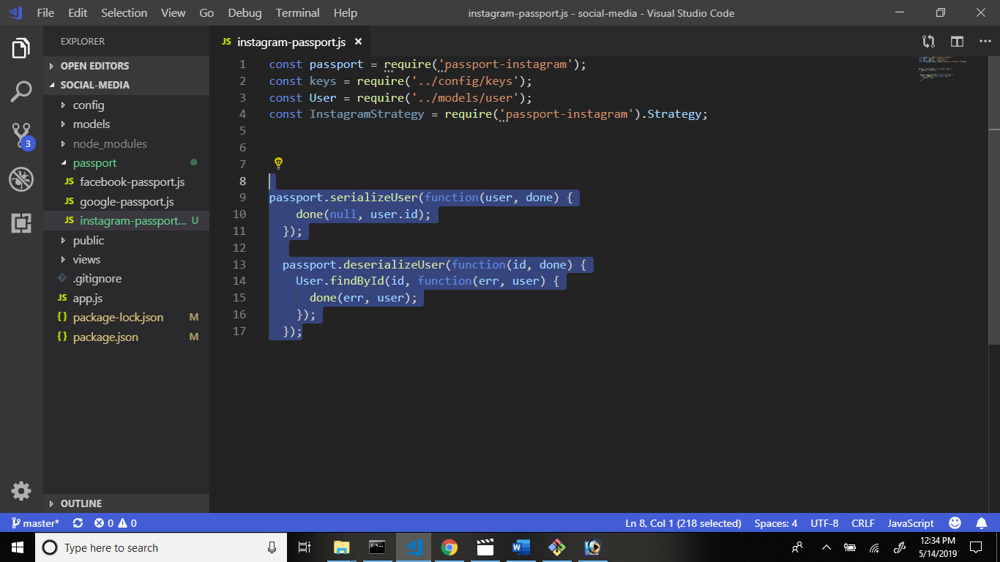 File Edit Selection View Go Debug Terminal Help
instagram-passport.js - social-media - Visual Studio Code
EXPLORER
OPEN EDITORS
SOCIAL-MEDIA
config
models
node_modules
passport
JS facebook-passport.js
JS google-passport.js
JS instagram-passport... U
public
views
.gitignore
JS app.js
{} package-lock.json M
{} package.json M
OUTLINE
3
JS instagram-passport.js
1 const passport = require('passport-instagram');
2 const keys = require('../config/keys');
3 const User = require('../models/user');
4 const InstagramStrategy = require('passport-instagram').Strategy;
5
6
7
8
9 passport.serializeUser(function(user, done) {
10     done(null, user.id);
11   });
12
13   passport.deserializeUser(function(id, done) {
14     User.findById(id, function(err, user) {
15       done(err, user);
16     });
17   });
master* 0 0 Ln 8, Col 1 (218 selected) Spaces: 4 UTF-8 CRLF JavaScript
Type here to search
12:34 PM
5/14/2019